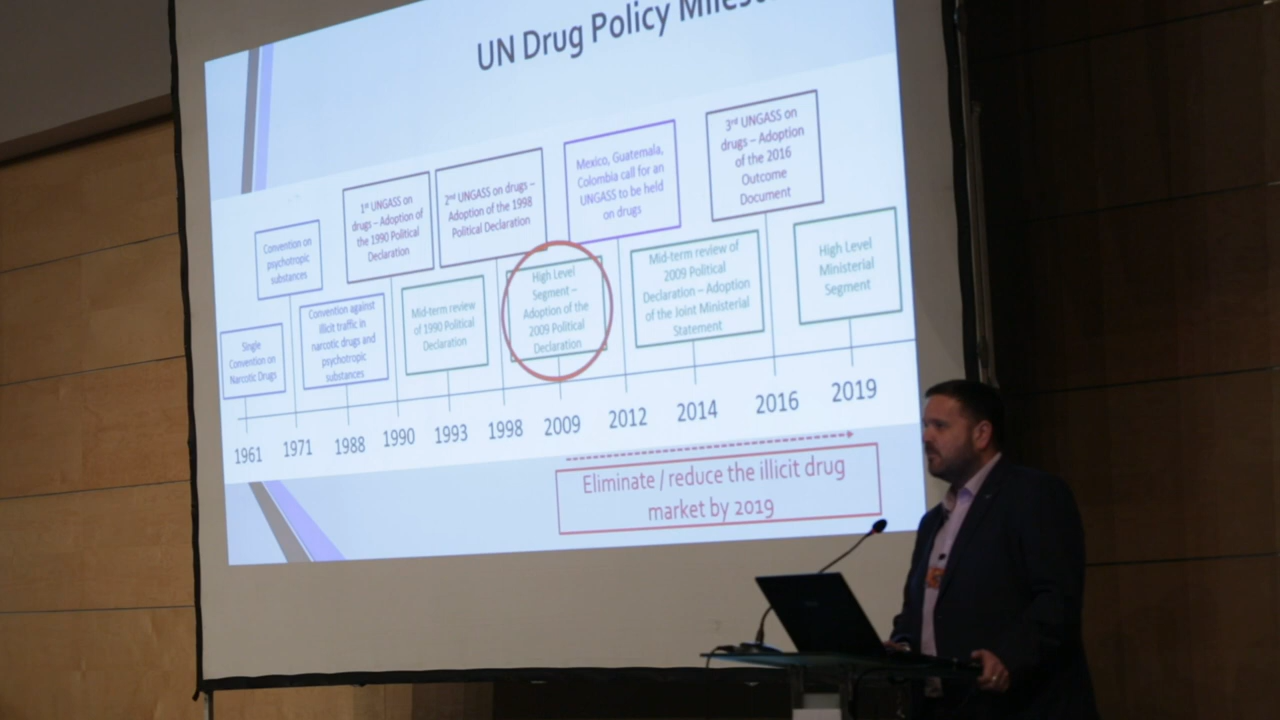 UN Drug Policy
3rd UNGASS on
drugs – Adoption
of the 2016
Outcome
Document
Mexico, Guatemala,
Colombia call for an
UNGASS to be held
on drugs
2nd UNGASS on drugs –
Adoption of the 1998
Political Declaration
1st UNGASS on
drugs – Adoption of
the 1990 Political
Declaration
Convention on
psychotropic
substances
High Level
Ministerial
Segment
Mid-term review of
2009 Political
Declaration – Adoption
of the Joint Ministerial
Statement
High Level
Segment –
Adoption of the
2009 Political
Declaration
Mid-term review
of 1990 Political
Declaration
Convention against
illicit traffic in
narcotic drugs and
psychotropic
substances
Single
Convention on
Narcotic Drugs
1961 1971 1988 1990 1993 1998 2009 2012 2014 2016 2019
Eliminate / reduce the illicit drug
market by 2019